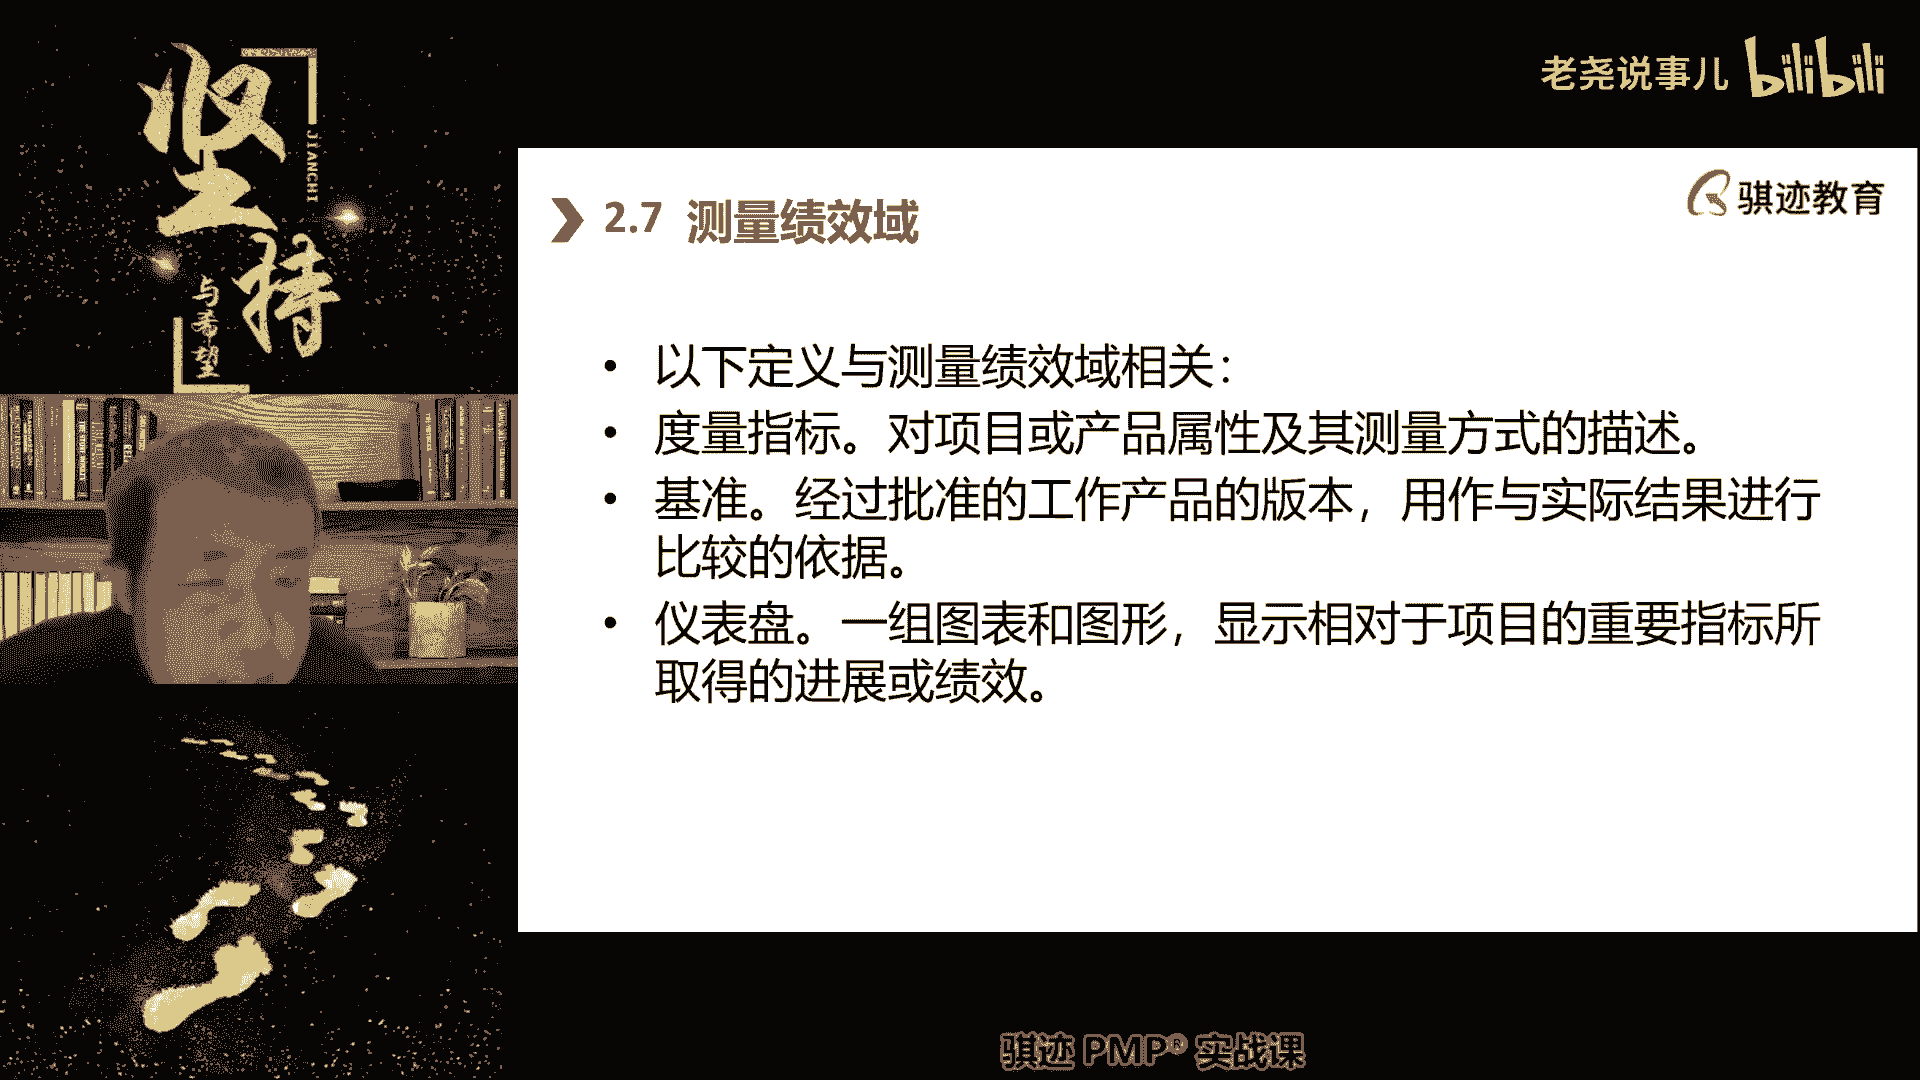 坚
持
JIANCHI
与
希
望
老尧说事儿 bilibili
骐迹教育
2.7 测量绩效域
• 以下定义与测量绩效域相关：
• 度量指标。对项目或产品属性及其测量方式的描述。
• 基准。经过批准的工作产品的版本，用作与实际结果进行
比较的依据。
• 仪表盘。一组图表和图形，显示相对于项目的重要指标所
取得的进展或绩效。
骐迹 PMP® 实战课